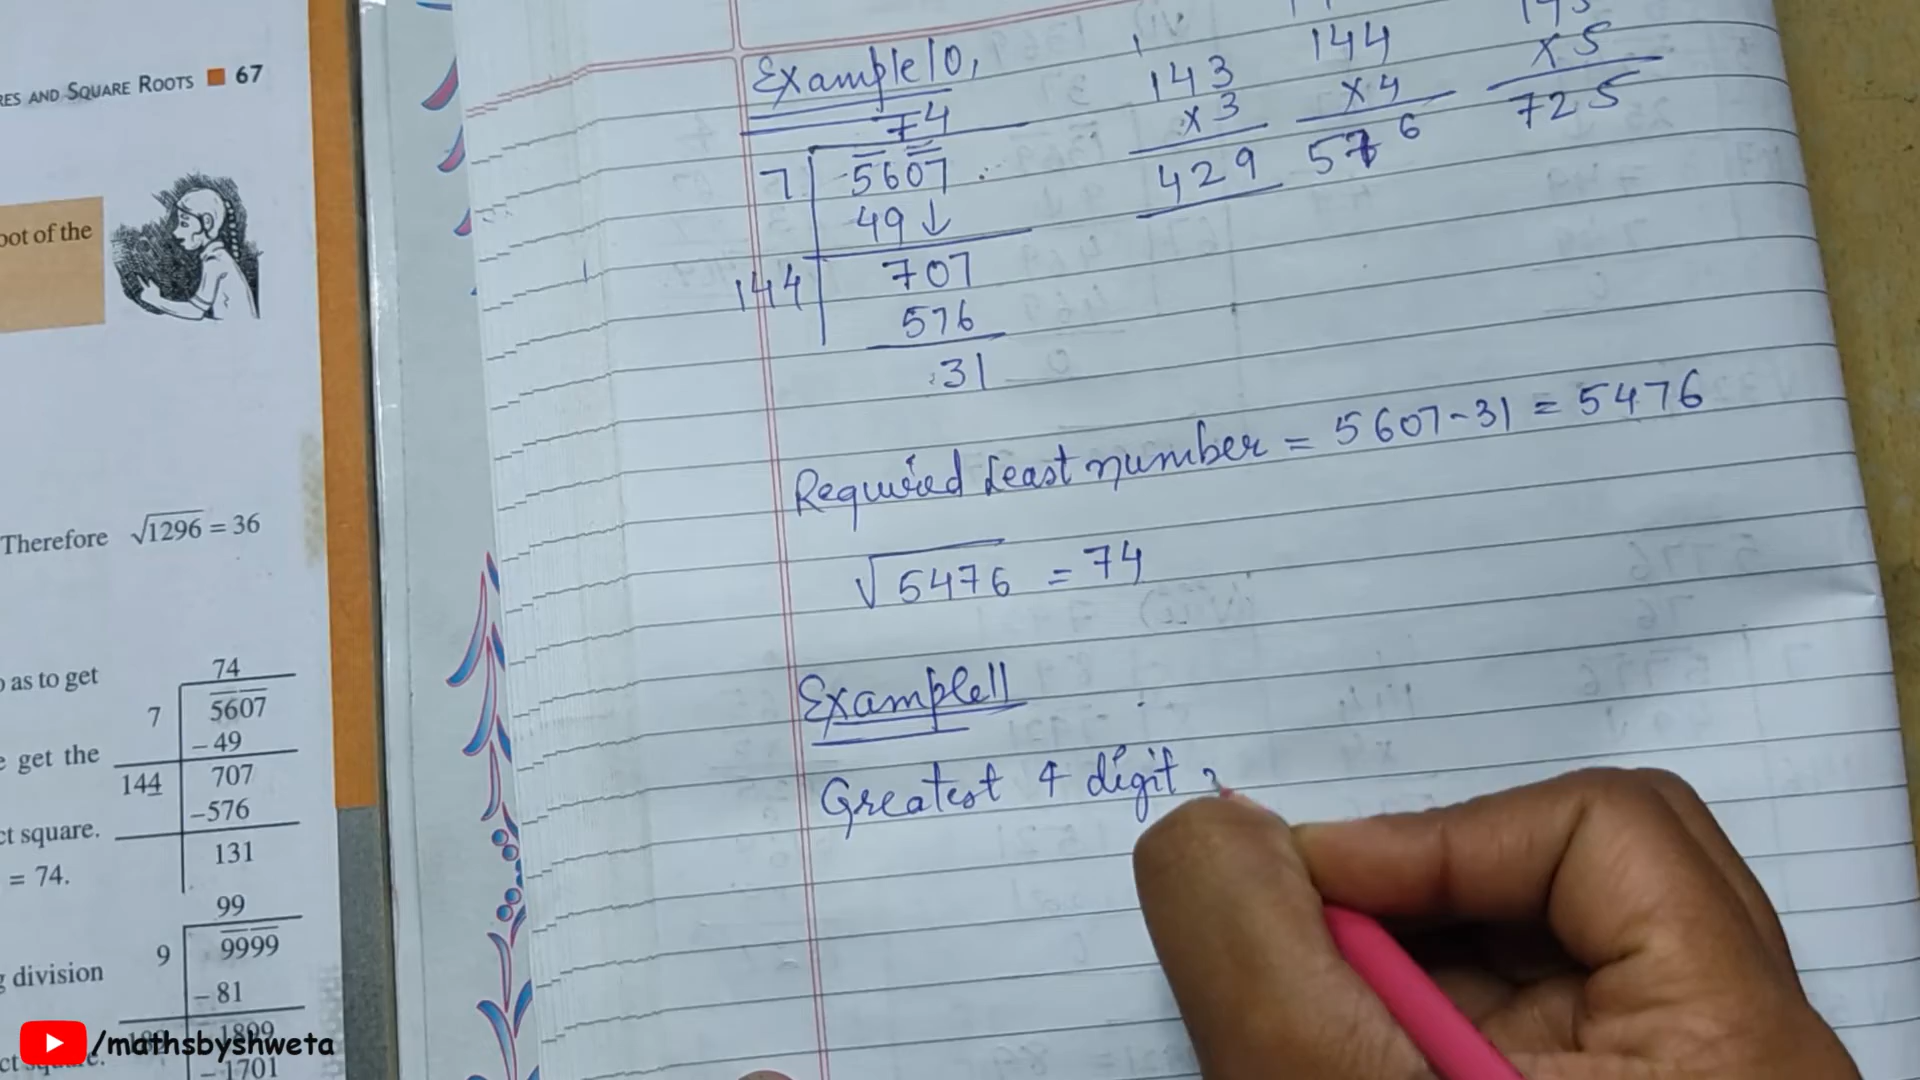 RES AND SQUARE ROOTS 67
oot of the
Therefore √1296 = 36
as to get
74
7 5607
-49
e get the
144 707
-576
ct square.
131
= 74.
99
9 9999
-81
g division
1899
-1701
/mathsbyshweta
Example 10,
74
7 5607
49↓
144 707
576
31
143
x3
429
144
x4
576
x5
725
Required Least number = 5607-31 = 5476
√5476 = 74
Example 11
Greatest 4 digit